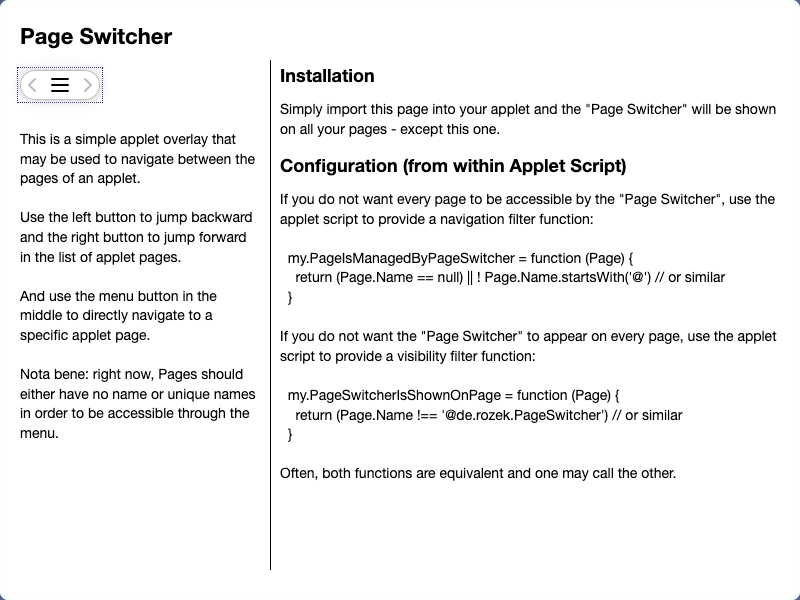 Page Switcher
This is a simple applet overlay that
may be used to navigate between the
pages of an applet.
Use the left button to jump backward
and the right button to jump forward
in the list of applet pages.
And use the menu button in the
middle to directly navigate to a
specific applet page.
Nota bene: right now, Pages should
either have no name or unique names
in order to be accessible through the
menu.
Installation
Simply import this page into your applet and the "Page Switcher" will be shown
on all your pages - except this one.
Configuration (from within Applet Script)
If you do not want every page to be accessible by the "Page Switcher", use the
applet script to provide a navigation filter function:
my.PageIsManagedByPageSwitcher = function (Page) {
return (Page.Name == null) || ! Page.Name.startsWith('@') // or similar
}
If you do not want the "Page Switcher" to appear on every page, use the applet
script to provide a visibility filter function:
my.PageSwitcherIsShownOnPage = function (Page) {
return (Page.Name !== '@de.rozek.PageSwitcher') // or similar
}
Often, both functions are equivalent and one may call the other.